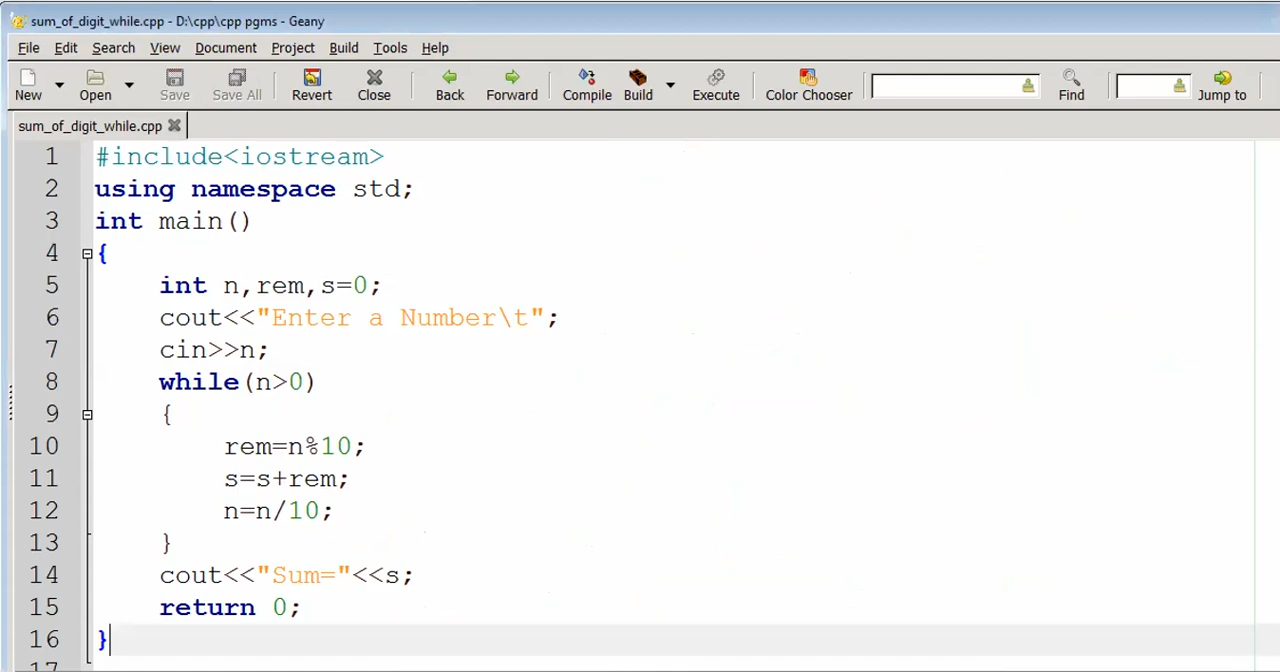 sum_of_digit_while.cpp - D:\cpp\cpp pgms - Geany
File Edit Search View Document Project Build Tools Help
New Open Save Save All Revert Close Back Forward Compile Build Execute Color Chooser Find Jump to
sum_of_digit_while.cpp
1 #include<iostream>
2 using namespace std;
3 int main()
4 {
5 int n,rem,s=0;
6 cout<<"Enter a Number\t";
7 cin>>n;
8 while(n>0)
9 {
10 rem=n%10;
11 s=s+rem;
12 n=n/10;
13 }
14 cout<<"Sum="<<s;
15 return 0;
16 }
17